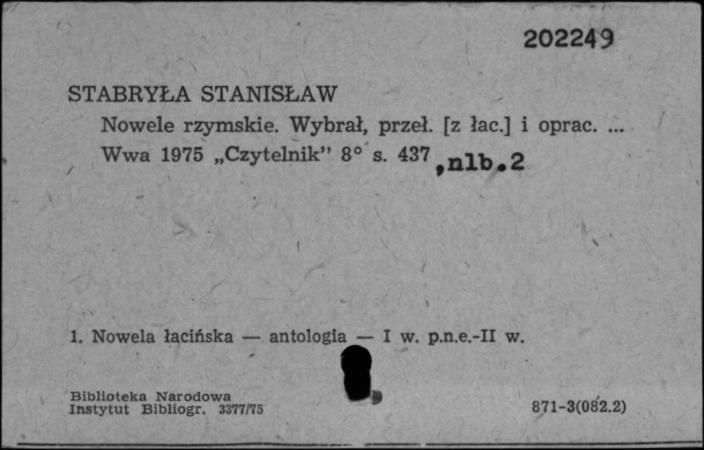 202249
STABRYŁA STANISŁAW
Nowele rzymskie. Wybrał, przeł. [z łac.] i oprac. ...
Wwa 1975 „Czytelnik” 8° s. 437 ,nlb.2
1. Nowela łacińska — antologia — I w. p.n.e.-II w.
Biblioteka Narodowa
Instytut Bibliogr. 3377/75
871-3(082.2)